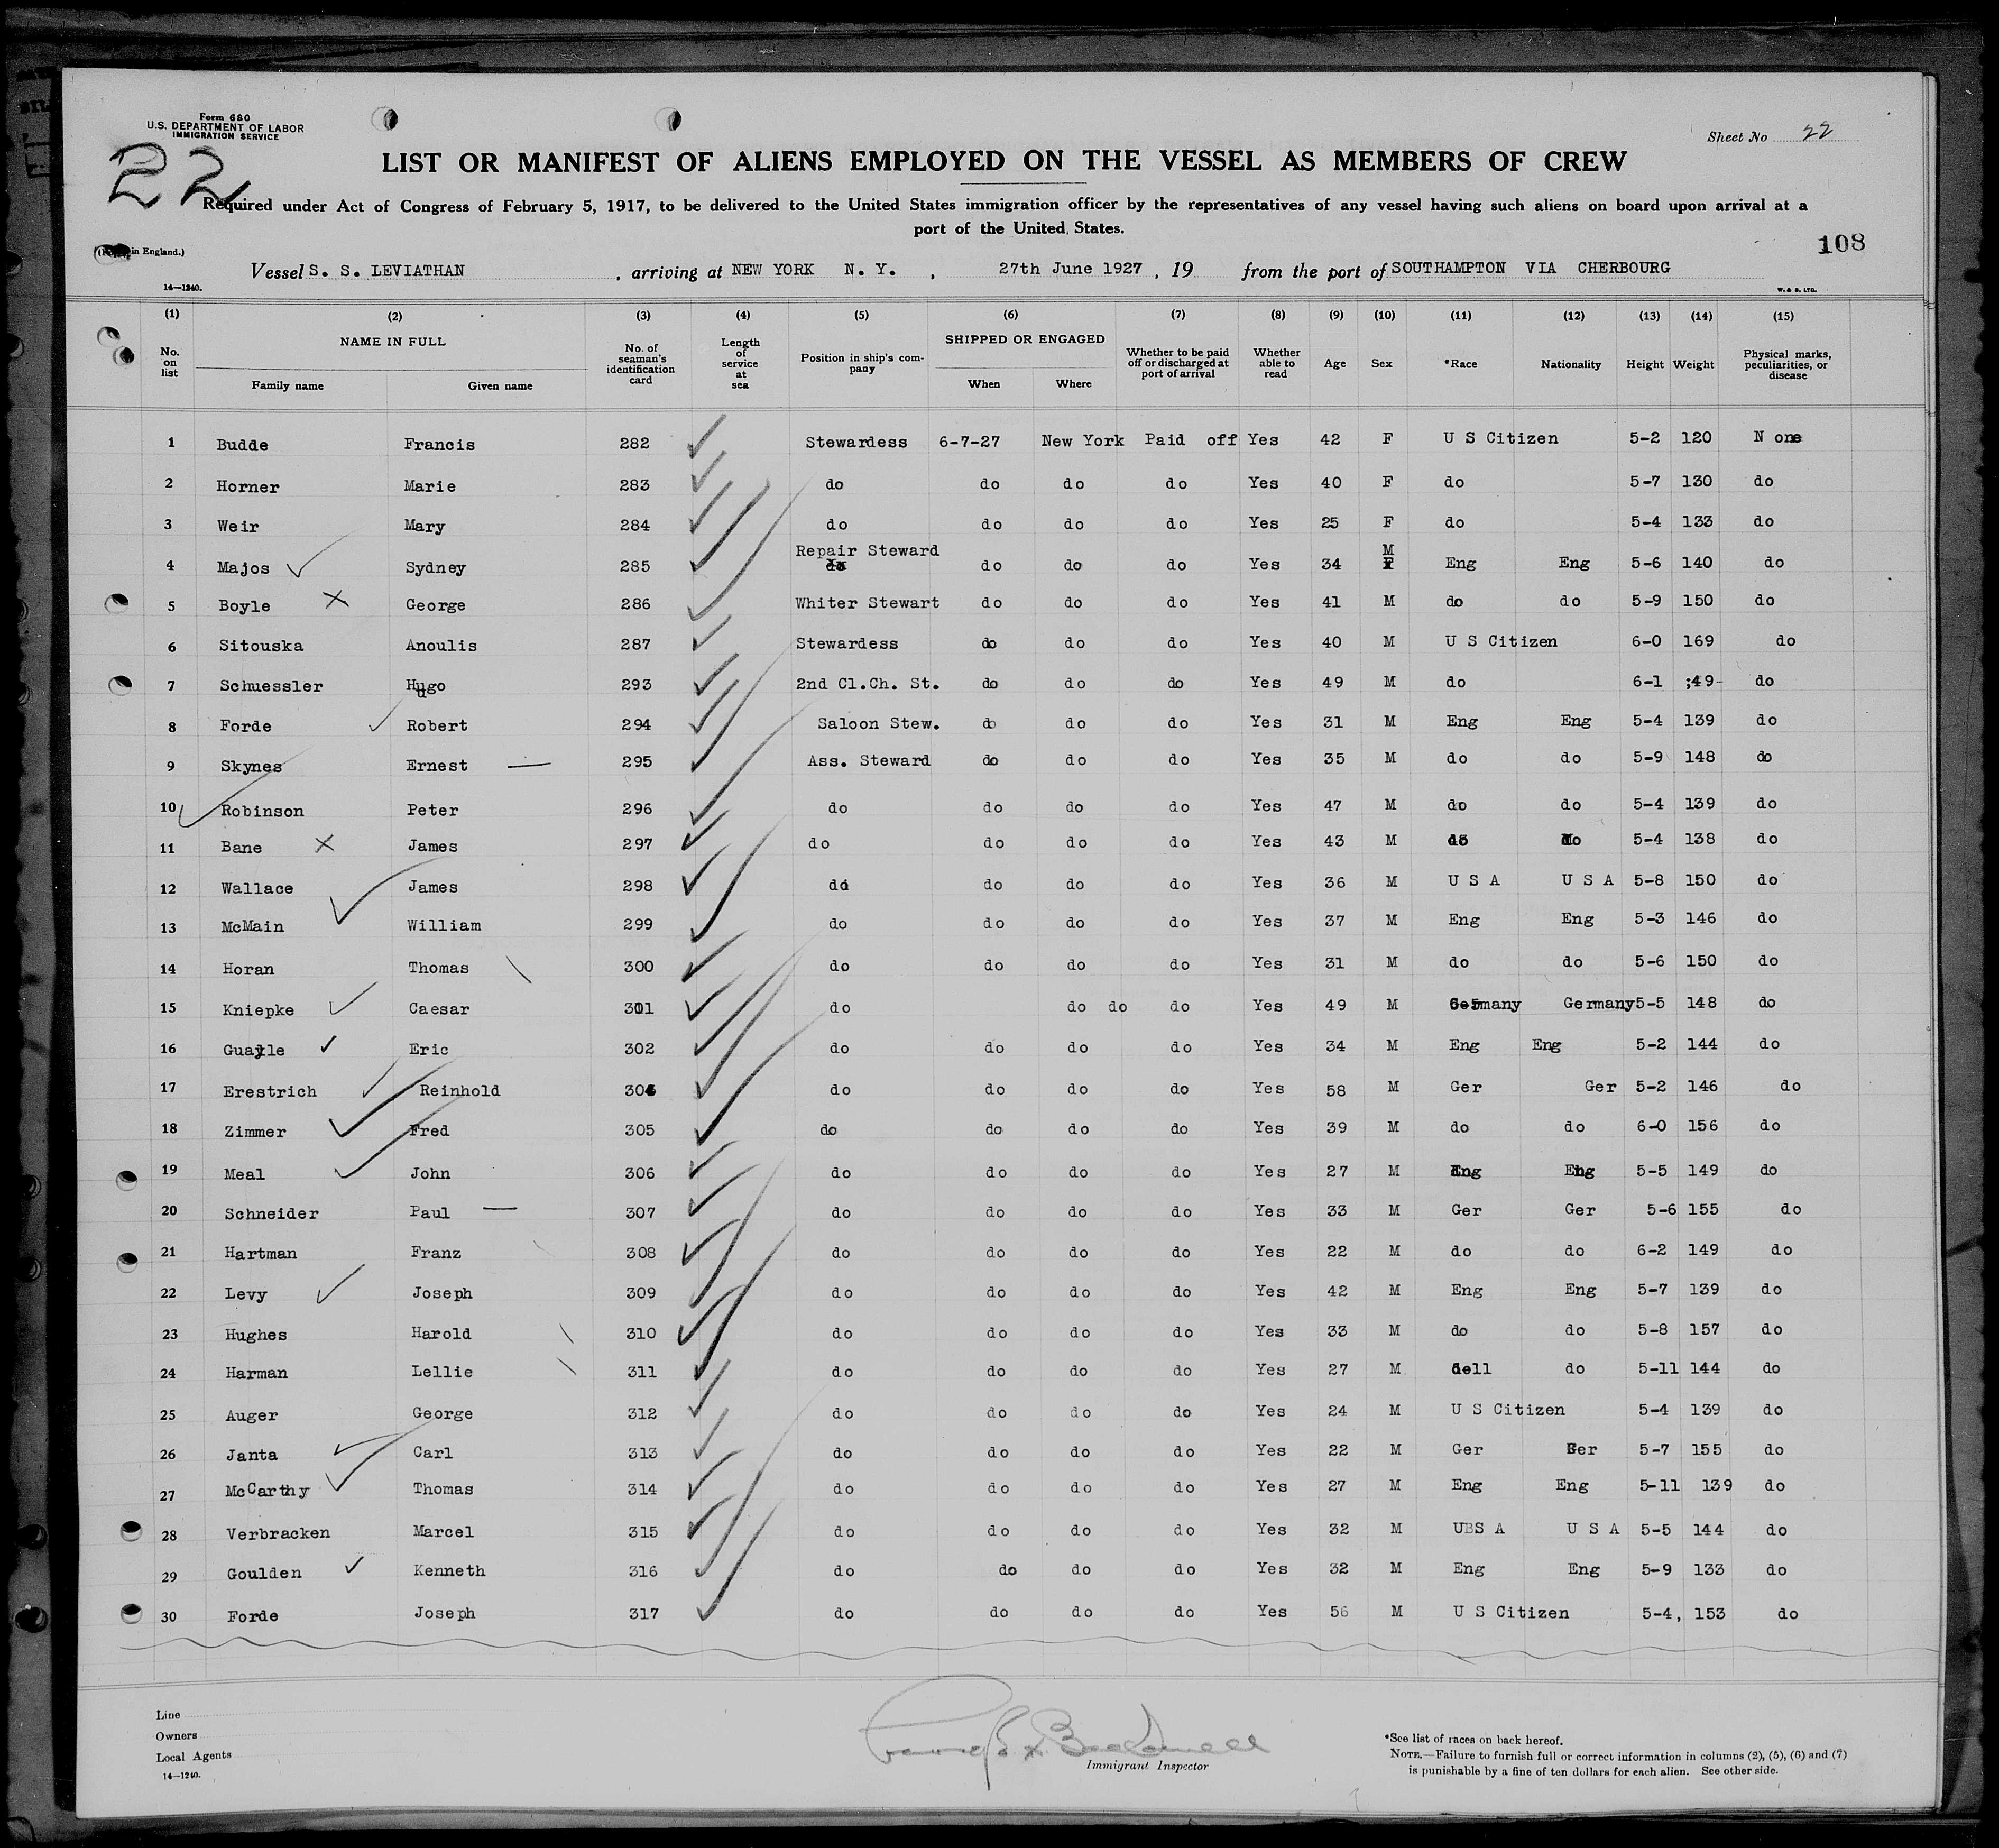 Form 680
U.S. DEPARTMENT OF LABOR
IMMIGRATION SERVICE
22
Sheet No 22
LIST OR MANIFEST OF ALIENS EMPLOYED ON THE VESSEL AS MEMBERS OF CREW
Required under Act of Congress of February 5, 1917, to be delivered to the United States immigration officer by the representatives of any vessel having such aliens on board upon arrival at a
port of the United States.
in England.)
108
Vessel S. S. LEVIATHAN , arriving at NEW YORK N. Y. , 27th June 1927 , 19 from the port of SOUTHAMPTON VIA CHERBOURG
14—1240.
W. & S. LTD.
(1) (2) (3) (4) (5) (6) (7) (8) (9) (10) (11) (12) (13) (14) (15)
No. on list NAME IN FULL Family name Given name No. of seaman's identification card Length of service at sea Position in ship's company SHIPPED OR ENGAGED When Where Whether to be paid off or discharged at port of arrival Whether able to read Age Sex *Race Nationality Height Weight Physical marks, peculiarities, or disease
1 Budde Francis 282 Stewardess 6-7-27 New York Paid off Yes 42 F U S Citizen 5-2 120 N one
2 Horner Marie 283 do do do do Yes 40 F do 5-7 130 do
3 Weir Mary 284 do do do do Yes 25 F do 5-4 133 do
4 Majos Sydney 285 Repair Steward do do do Yes 34 M Eng Eng 5-6 140 do
5 Boyle George 286 Whiter Stewart do do do Yes 41 M do do 5-9 150 do
6 Sitouska Anoulis 287 Stewardess do do do Yes 40 M U S Citizen 6-0 169 do
7 Schuessler Hugo 293 2nd Cl.Ch. St. do do do Yes 49 M do 6-1 ;49- do
8 Forde Robert 294 Saloon Stew. do do do Yes 31 M Eng Eng 5-4 139 do
9 Skynes Ernest 295 Ass. Steward do do do Yes 35 M do do 5-9 148 do
10 Robinson Peter 296 do do do do Yes 47 M do do 5-4 139 do
11 Bane James 297 do do do do Yes 43 M do do 5-4 138 do
12 Wallace James 298 do do do do Yes 36 M U S A U S A 5-8 150 do
13 McMain William 299 do do do do Yes 37 M Eng Eng 5-3 146 do
14 Horan Thomas 300 do do do do Yes 31 M do do 5-6 150 do
15 Kniepke Caesar 301 do do do do Yes 49 M Germany Germany 5-5 148 do
16 Guayle Eric 302 do do do do Yes 34 M Eng Eng 5-2 144 do
17 Erestrich Reinhold 304 do do do do Yes 58 M Ger Ger 5-2 146 do
18 Zimmer Fred 305 do do do do Yes 39 M do do 6-0 156 do
19 Meal John 306 do do do do Yes 27 M Eng Eng 5-5 149 do
20 Schneider Paul 307 do do do do Yes 33 M Ger Ger 5-6 155 do
21 Hartman Franz 308 do do do do Yes 22 M do do 6-2 149 do
22 Levy Joseph 309 do do do do Yes 42 M Eng Eng 5-7 139 do
23 Hughes Harold 310 do do do do Yes 33 M do do 5-8 157 do
24 Harman Lellie 311 do do do do Yes 27 M do 5-11 144 do
25 Auger George 312 do do do do Yes 24 M U S Citizen 5-4 139 do
26 Janta Carl 313 do do do do Yes 22 M Ger Ger 5-7 155 do
27 McCarthy Thomas 314 do do do do Yes 27 M Eng Eng 5-11 139 do
28 Verbracken Marcel 315 do do do do Yes 32 M UBS A U S A 5-5 144 do
29 Goulden Kenneth 316 do do do do Yes 32 M Eng Eng 5-9 133 do
30 Forde Joseph 317 do do do do Yes 56 M U S Citizen 5-4, 153 do
Line
Owners
Local Agents
14—1240.
Immigrant Inspector
*See list of races on back hereof.
NOTE.—Failure to furnish full or correct information in columns (2), (5), (6) and (7)
is punishable by a fine of ten dollars for each alien. See other side.